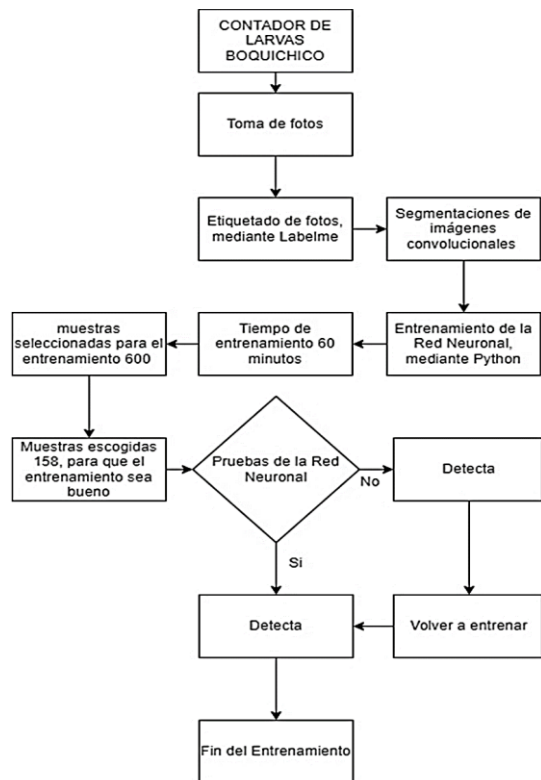 CONTADOR DE
LARVAS
BOQUICHICO
Toma de fotos
Etiquetado de fotos,
mediante Labelme
Segmentaciones de
imágenes
convolucionales
Entrenamiento de la
Red Neuronal,
mediante Python
Tiempo de
entrenamiento 60
minutos
muestras
seleccionadas para el
entrenamiento 600
Muestras escogidas
158, para que el
entrenamiento sea
bueno
Pruebas de la Red
Neuronal
No
Detecta
Si
Volver a entrenar
Detecta
Fin del Entrenamiento